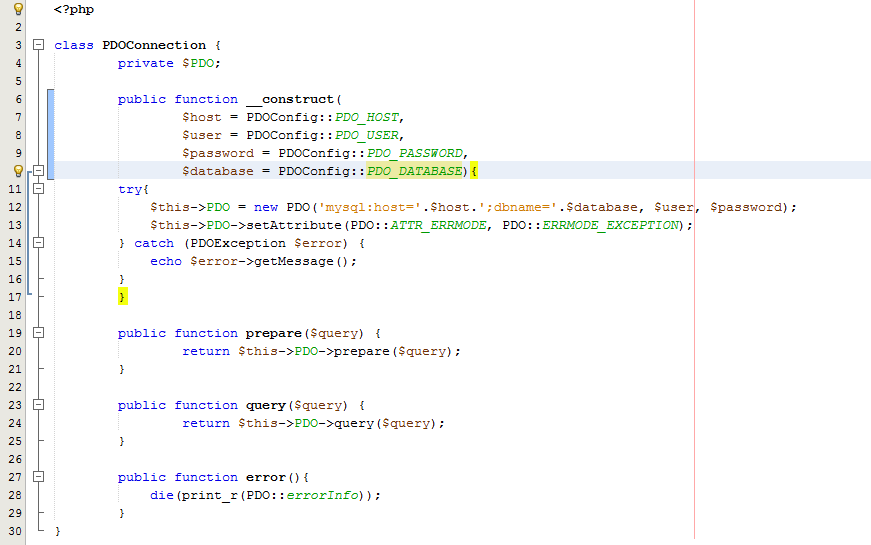 <?php
2
3 class PDOConnection {
4 private $PDO;
5
6 public function __construct(
7 $host = PDOConfig::PDO_HOST,
8 $user = PDOConfig::PDO_USER,
9 $password = PDOConfig::PDO_PASSWORD,
$database = PDOConfig::PDO_DATABASE){
11 try{
12 $this->PDO = new PDO('mysql:host='.$host.';dbname='.$database, $user, $password);
13 $this->PDO->setAttribute(PDO::ATTR_ERRMODE, PDO::ERRMODE_EXCEPTION);
14 } catch (PDOException $error) {
15 echo $error->getMessage();
16 }
17 }
18
19 public function prepare($query) {
20 return $this->PDO->prepare($query);
21 }
22
23 public function query($query) {
24 return $this->PDO->query($query);
25 }
26
27 public function error(){
28 die(print_r(PDO::errorInfo));
29 }
30 }